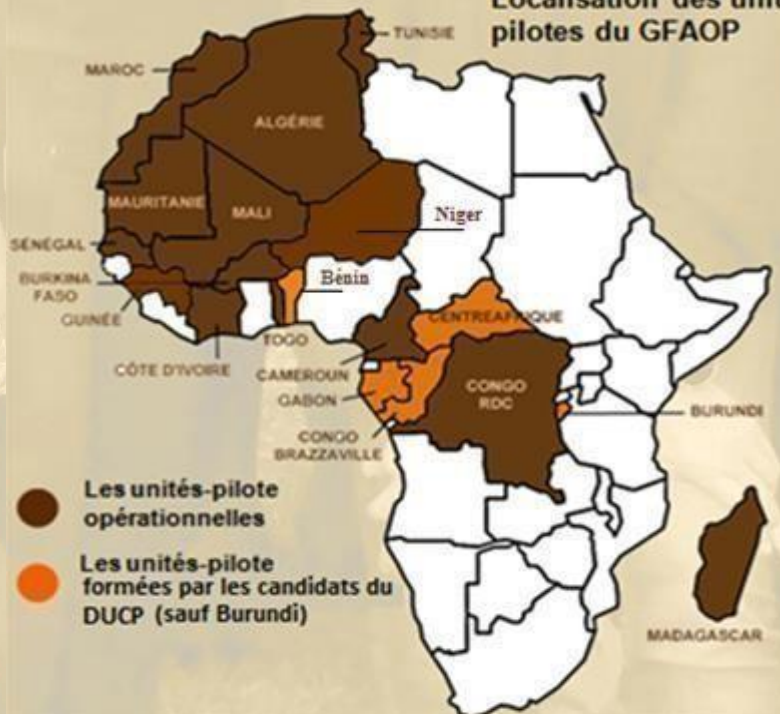 Localisation des
pilotes du GFAOP
TUNISIE
MAROC
ALGÉRIE
MAURITANIE
MALI
Niger
SÉNÉGAL
BURKINA
FASO
Bénin
GUINÉE
CENTREAFRIQUE
TOGO
CÔTE D'IVOIRE
CAMEROUN
GABON
CONGO
RDC
BURUNDI
CONGO
BRAZZAVILLE
Les unités-pilote
opérationnelles
Les unités-pilote
formées par les candidats du
DUCP (sauf Burundi)
MADAGASCAR